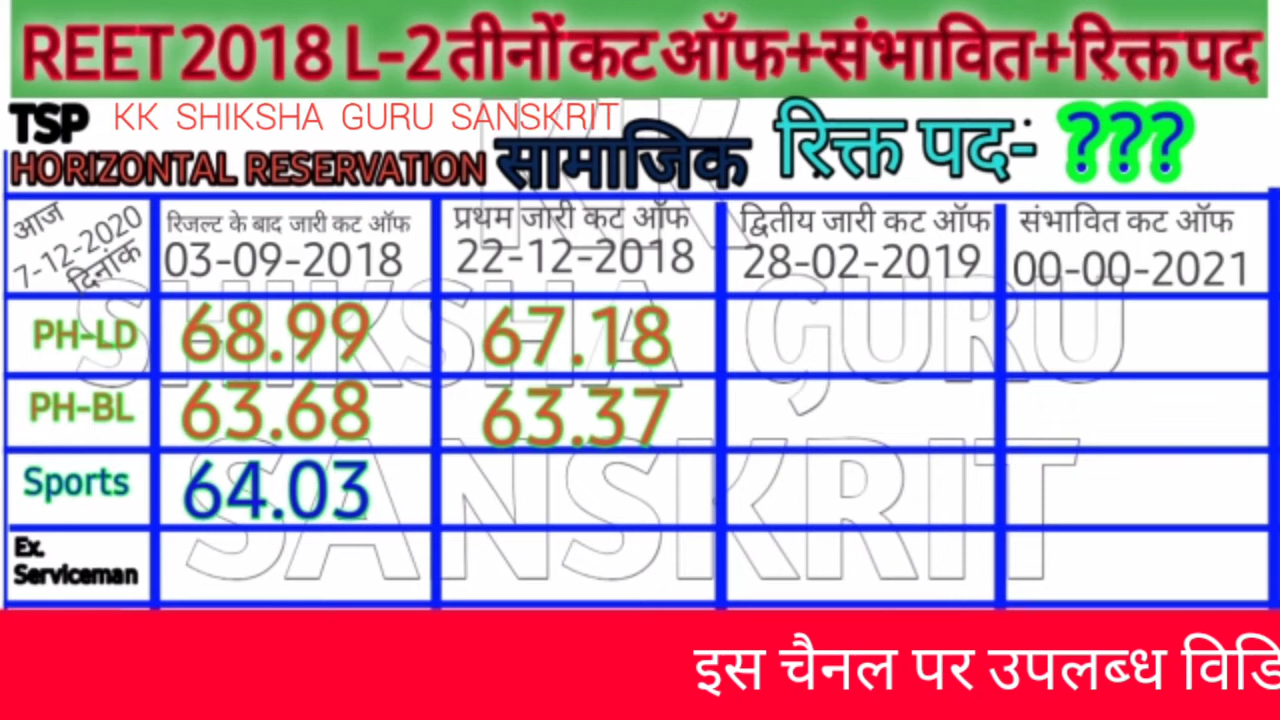 REET 2018 L-2 तीनों कट ऑफ+संभावित+रिक्त पद
TSP KK SHIKSHA GURU SANSKRIT
HORIZONTAL RESERVATION सामाजिक रिक्त पद- ???
आज 7-12-2020 दिनांक
रिजल्ट के बाद जारी कट ऑफ 03-09-2018
प्रथम जारी कट ऑफ 22-12-2018
द्वितीय जारी कट ऑफ 28-02-2019
संभावित कट ऑफ 00-00-2021
PH-LD 68.99 67.18
PH-BL 63.68 63.37
Sports 64.03
Ex. Serviceman
KK
SHIKSHA GURU
SANSKRIT
इस चैनल पर उपलब्ध विडि